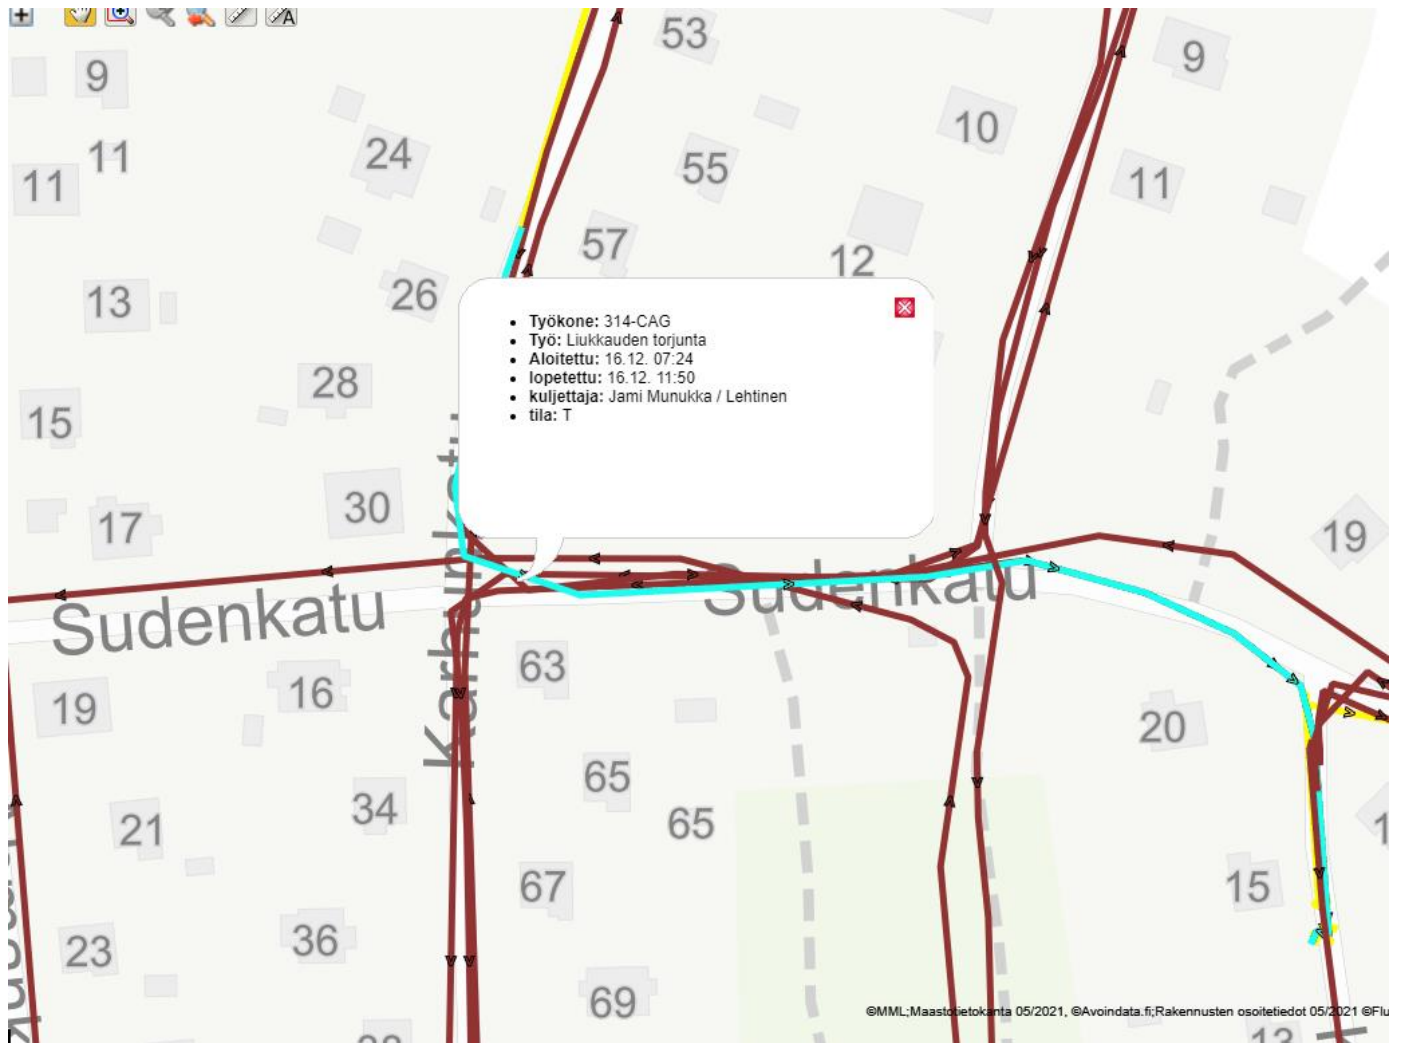 A
53
9
9
10
24
11
55
11
11
57
12
26
13
Työkone: 314-CAG
Työ: Liukkauden torjunta
Aloitettu: 16.12. 07:24
lopetettu: 16.12. 11:50
kuljettaja: Jami Munukka / Lehtinen
tila: T
28
15
30
17
19
Karhunkatu
Sudenkatu
Sudenkatu
63
16
19
20
65
34
65
21
67
15
36
23
69
©MML;Maastotietokanta 05/2021, ©Avoindata.fi;Rakennusten osoitetiedot 05/2021 ©Flu
13